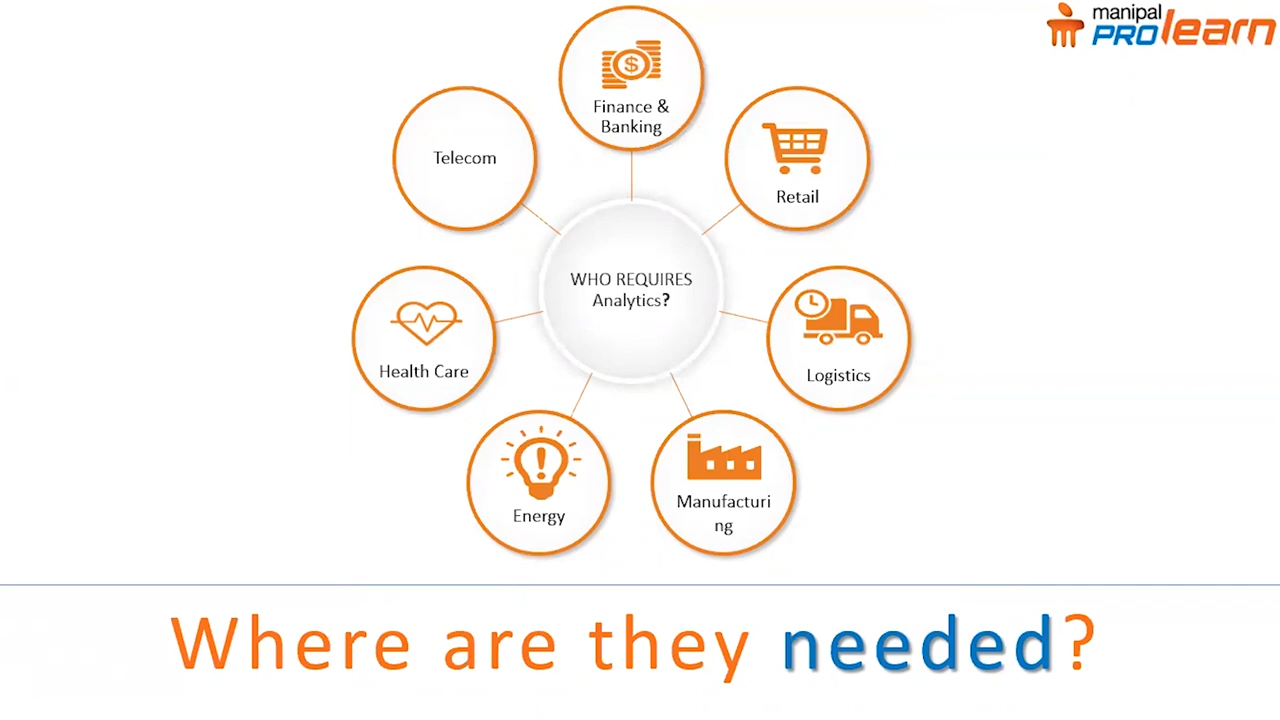 manipal
PROlearn
Finance &
Banking
Telecom
Retail
WHO REQUIRES
Analytics?
Health Care
Logistics
Energy
Manufacturi
ng
Where are they needed?